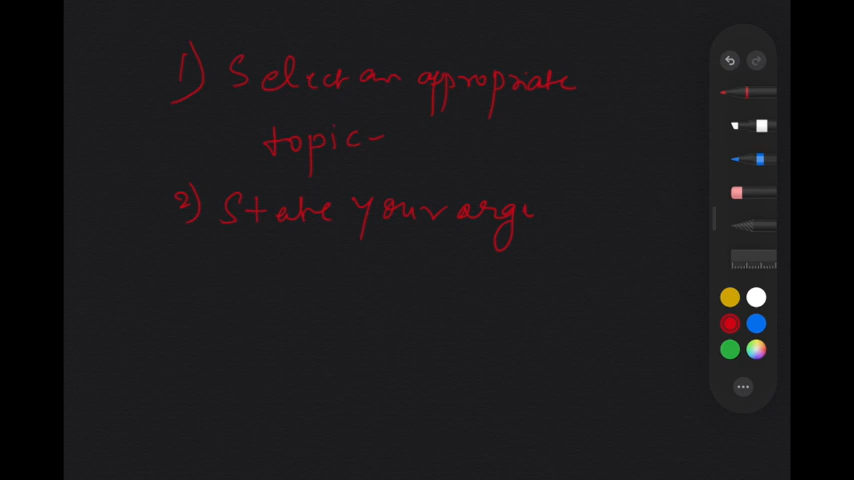 1) Select an appropriate
topic-
2) State your argu